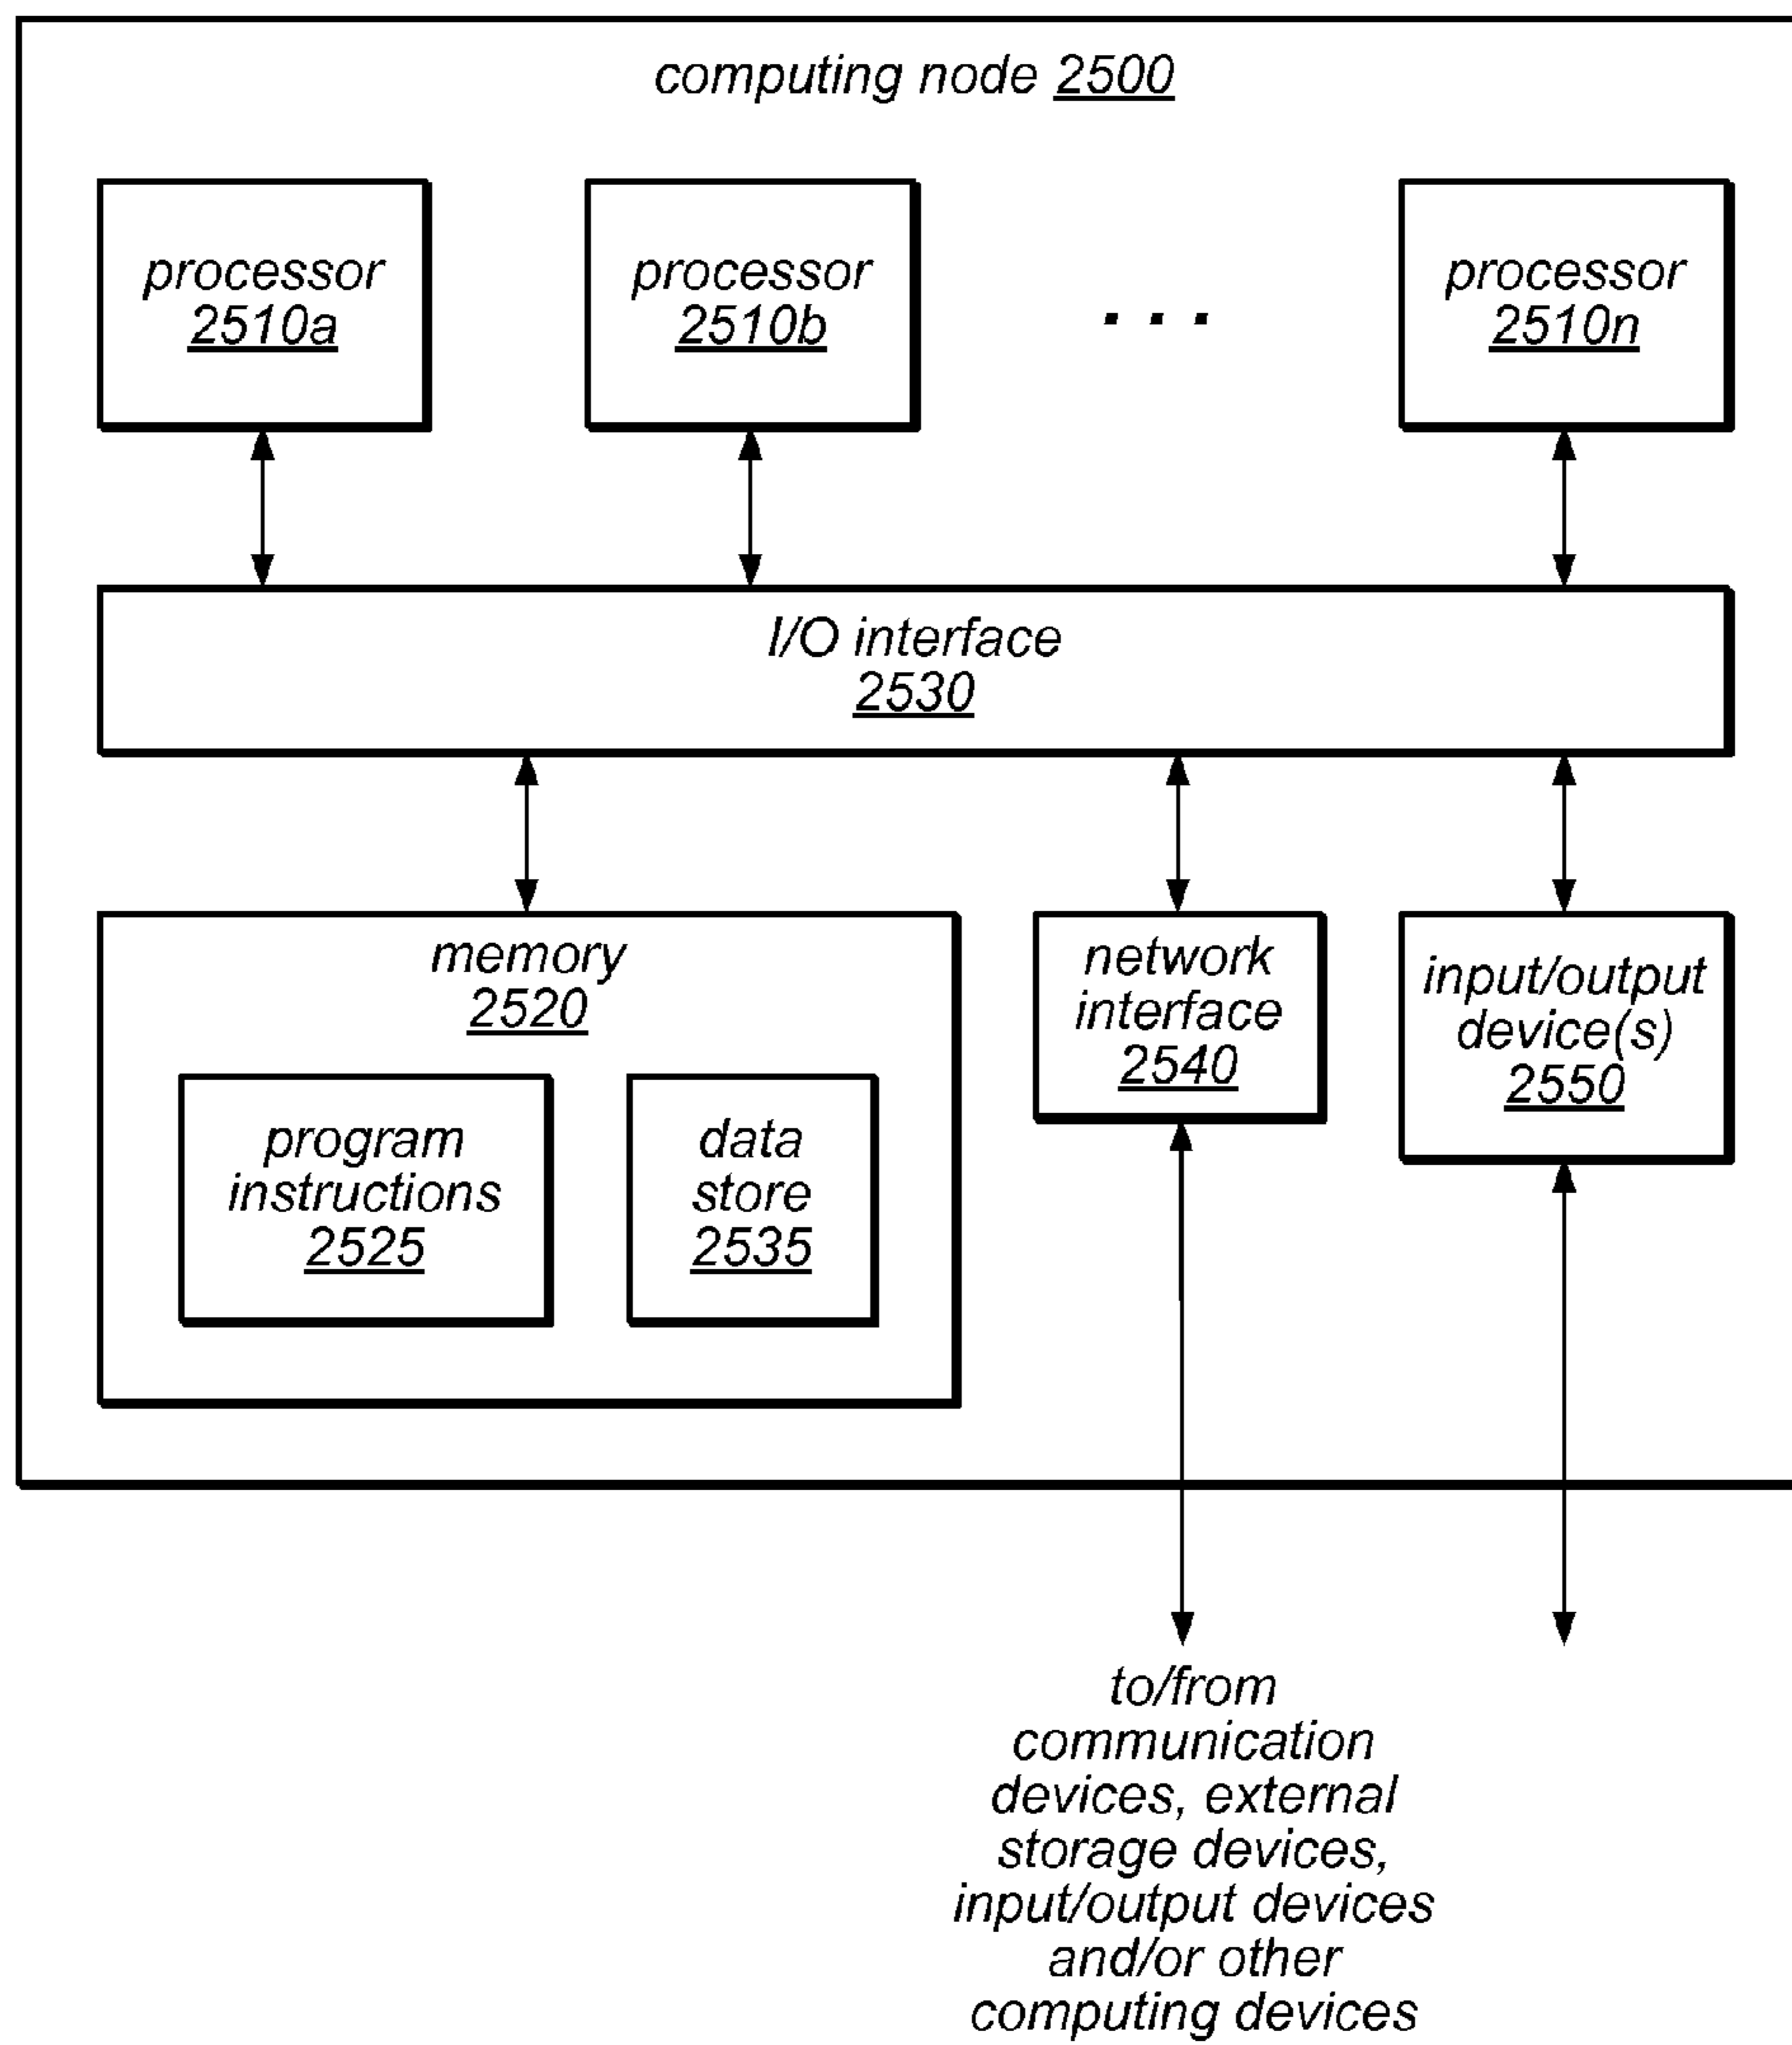 computing node 2500
processor
2510a
processor
2510b
. . .
processor
2510n
I/O interface
2530
memory
2520
program
instructions
2525
data
store
2535
network
interface
2540
input/output
device(s)
2550
to/from
communication
devices, external
storage devices,
input/output devices
and/or other
computing devices